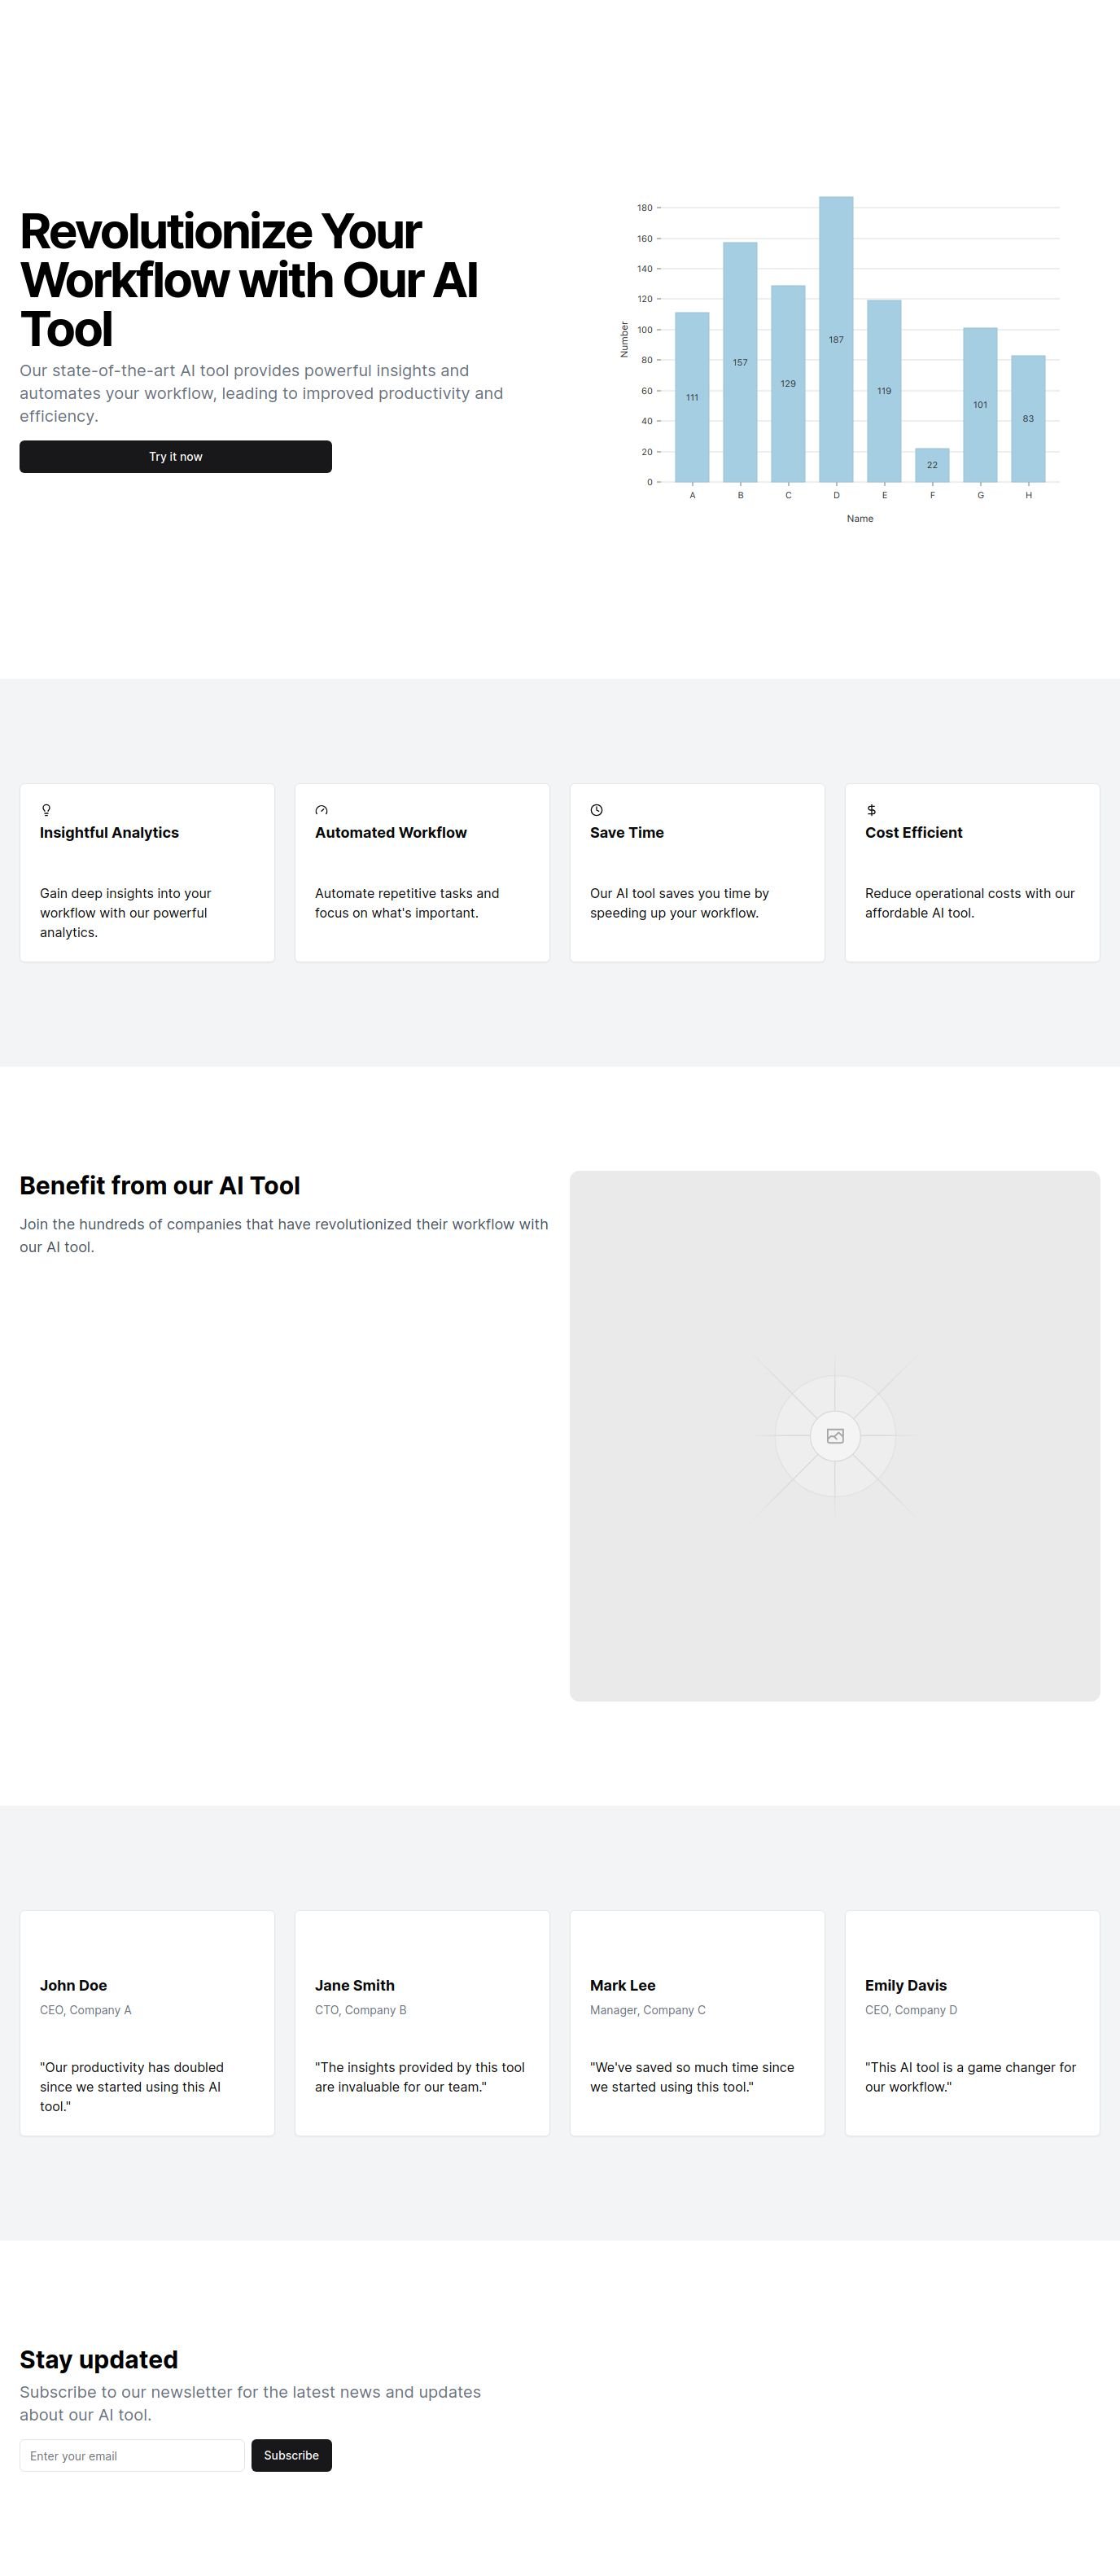 Revolutionize Your
Workflow with Our AI
Tool
Our state-of-the-art AI tool provides powerful insights and
automates your workflow, leading to improved productivity and
efficiency.
Try it now
180
160
140
120
100
80
60
40
20
0
Number
111
157
129
187
119
22
101
83
A B C D E F G H
Name
Insightful Analytics
Gain deep insights into your
workflow with our powerful
analytics.
Automated Workflow
Automate repetitive tasks and
focus on what's important.
Save Time
Our AI tool saves you time by
speeding up your workflow.
Cost Efficient
Reduce operational costs with our
affordable AI tool.
Benefit from our AI Tool
Join the hundreds of companies that have revolutionized their workflow with
our AI tool.
John Doe
CEO, Company A
"Our productivity has doubled
since we started using this AI
tool."
Jane Smith
CTO, Company B
"The insights provided by this tool
are invaluable for our team."
Mark Lee
Manager, Company C
"We've saved so much time since
we started using this tool."
Emily Davis
CEO, Company D
"This AI tool is a game changer for
our workflow."
Stay updated
Subscribe to our newsletter for the latest news and updates
about our AI tool.
Enter your email
Subscribe